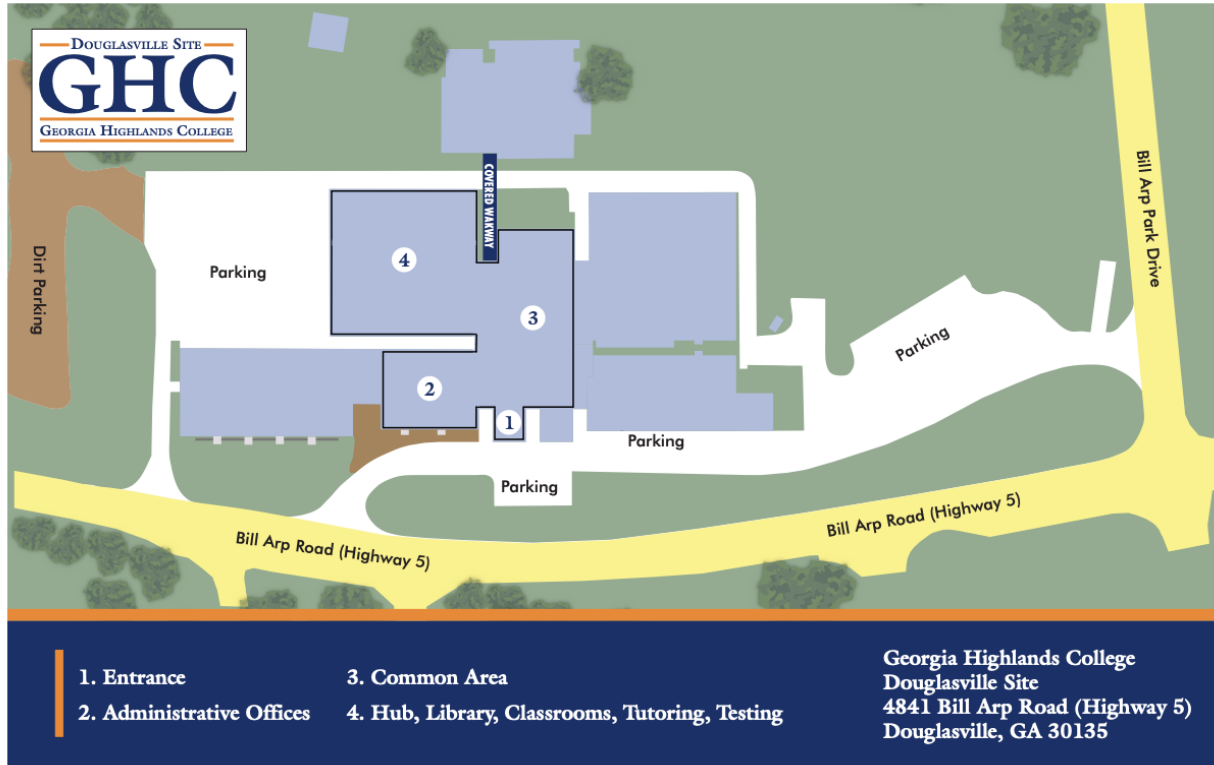 Douglasville Site
GHC
Georgia Highlands College
COVERED WAKWAY
Bill Arp Park Drive
Dirt Parking
Parking
4
3
Parking
2
1
Parking
Parking
Bill Arp Road (Highway 5)
Bill Arp Road (Highway 5)
1. Entrance
2. Administrative Offices
3. Common Area
4. Hub, Library, Classrooms, Tutoring, Testing
Georgia Highlands College
Douglasville Site
4841 Bill Arp Road (Highway 5)
Douglasville, GA 30135